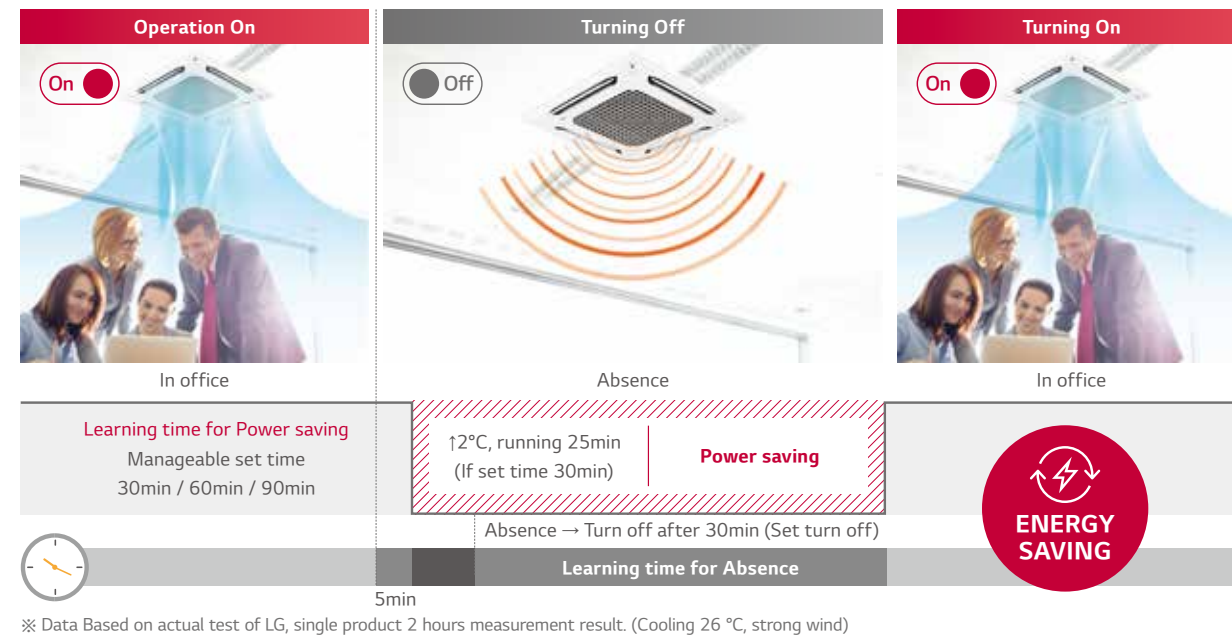 Operation On
Turning Off
Turning On
On
Off
On
In office
Absence
In office
Learning time for Power saving
Manageable set time
30min / 60min / 90min
↑2°C, running 25min
(If set time 30min)
Power saving
ENERGY
SAVING
Absence → Turn off after 30min (Set turn off)
Learning time for Absence
5min
※ Data Based on actual test of LG, single product 2 hours measurement result. (Cooling 26 °C, strong wind)